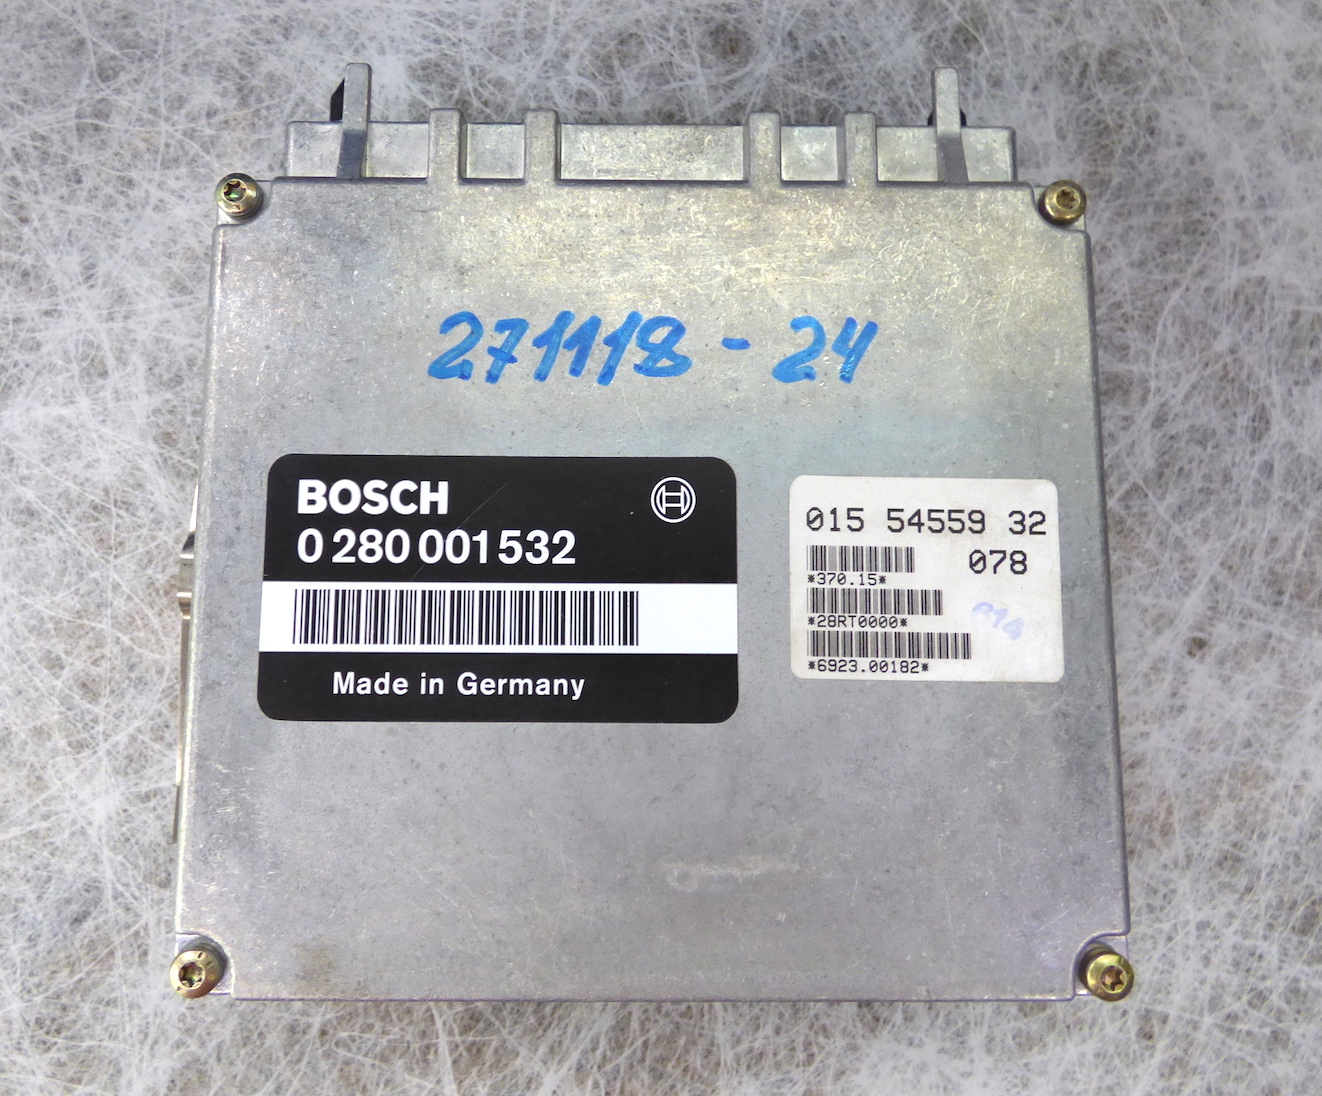 271118 - 24
BOSCH
0 280 001 532
Made in Germany
015 54559 32
078
*370.15*
*28RT0000*
014
*6923.00182*